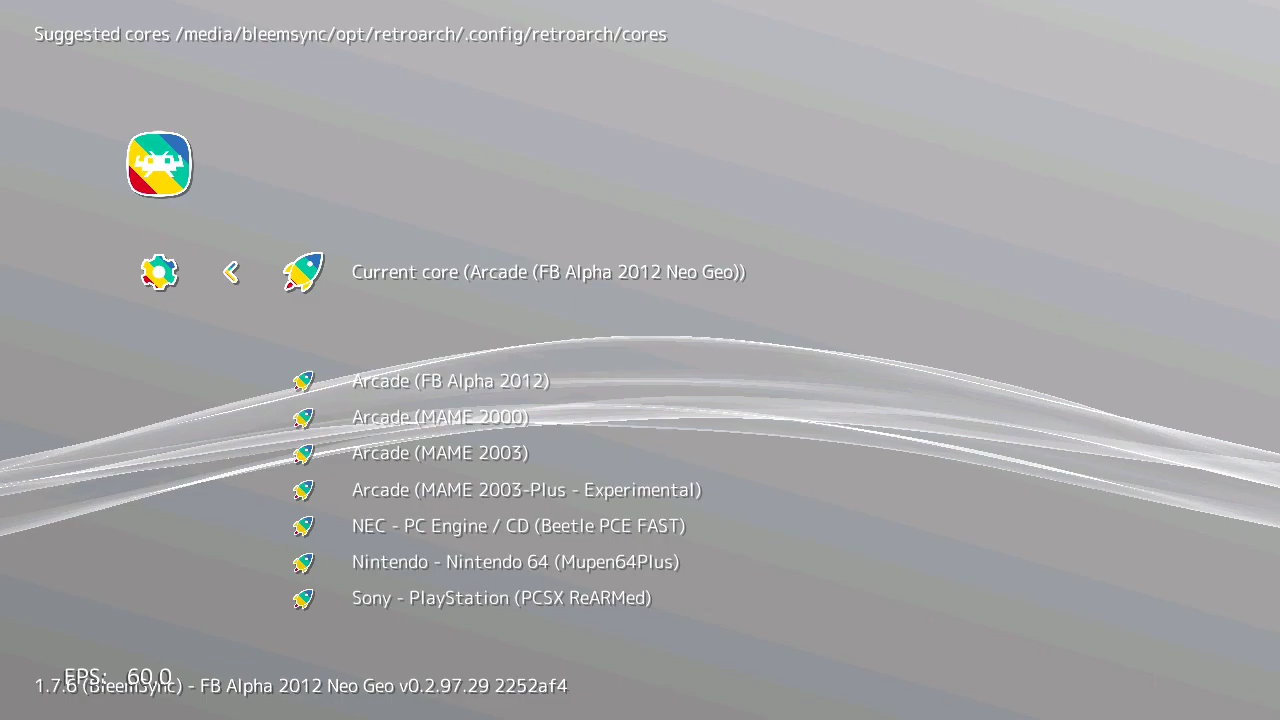 Suggested cores /media/bleemsync/opt/retroarch/.config/retroarch/cores
Current core (Arcade (FB Alpha 2012 Neo Geo))
Arcade (FB Alpha 2012)
Arcade (MAME 2000)
Arcade (MAME 2003)
Arcade (MAME 2003-Plus - Experimental)
NEC - PC Engine / CD (Beetle PCE FAST)
Nintendo - Nintendo 64 (Mupen64Plus)
Sony - PlayStation (PCSX ReARMed)
FPS: 60.0
1.7.6 (BleemSync) - FB Alpha 2012 Neo Geo v0.2.97.29 2252af4